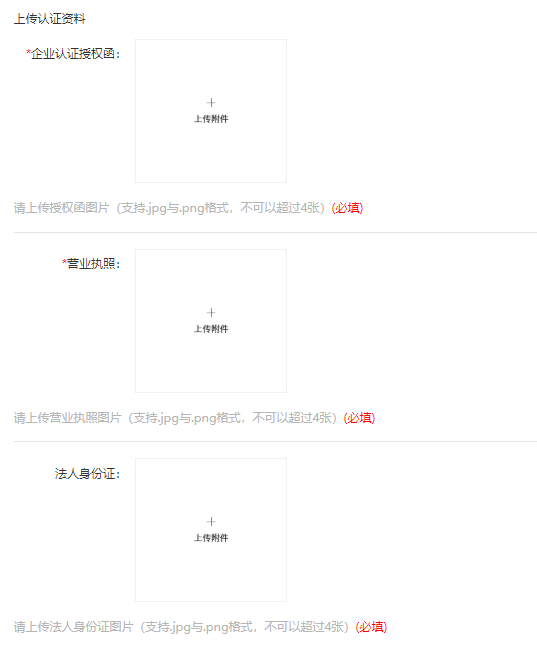 上传认证资料
*企业认证授权函：
上传附件
请上传授权函图片（支持.jpg与.png格式，不可以超过4张）(必填)
*营业执照：
上传附件
请上传营业执照图片（支持.jpg与.png格式，不可以超过4张）(必填)
法人身份证：
上传附件
请上传法人身份证图片（支持.jpg与.png格式，不可以超过4张）(必填)